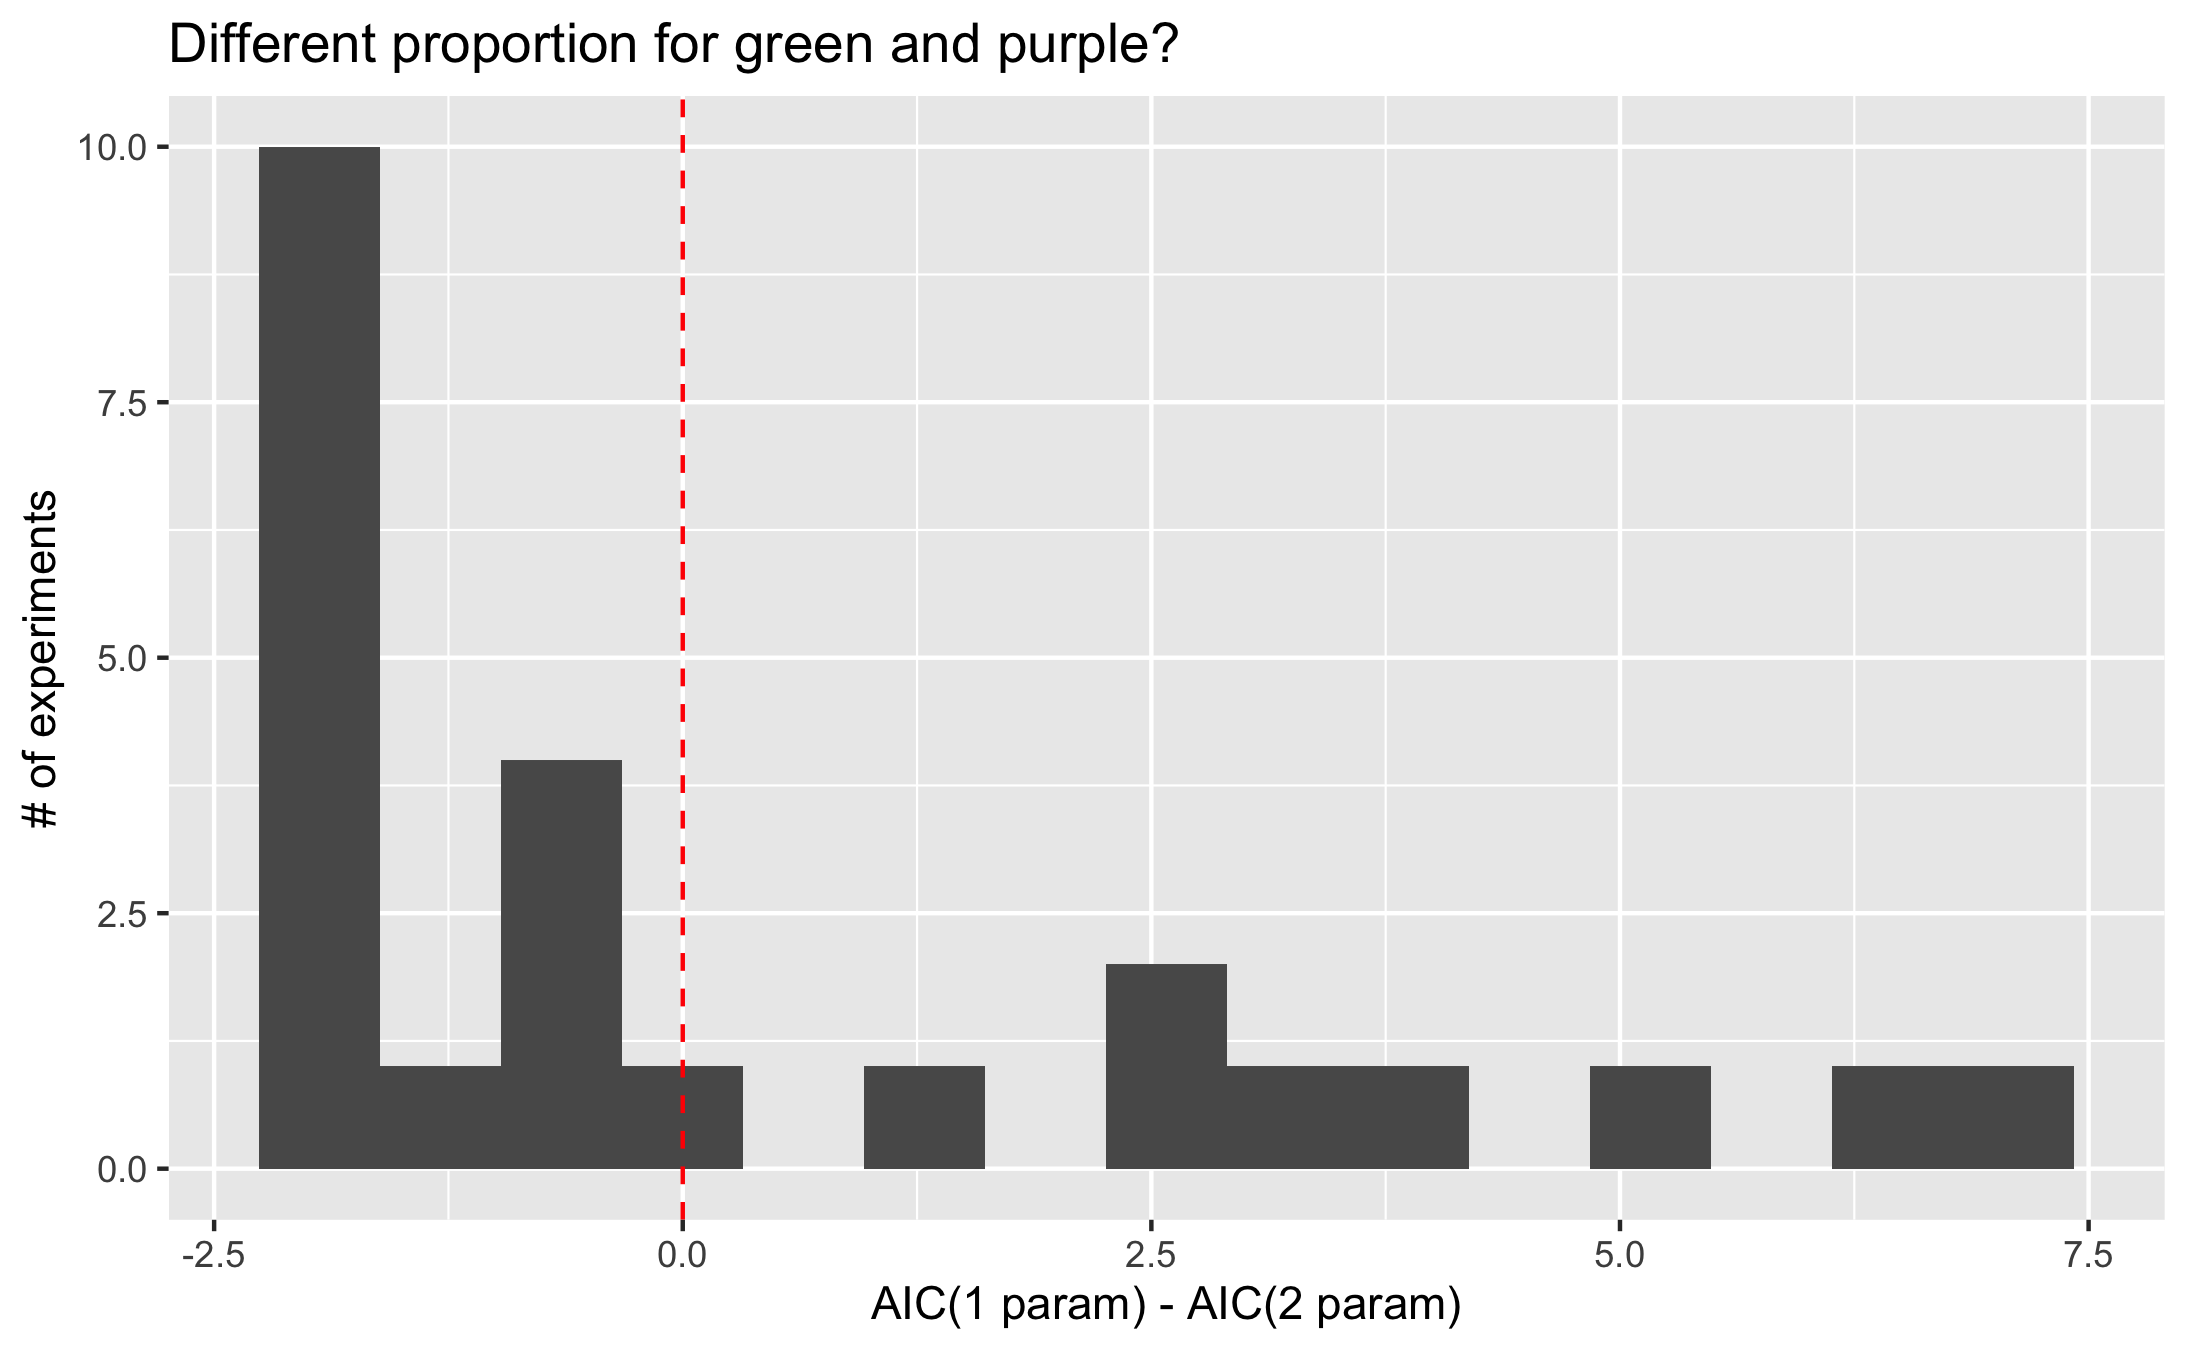 Different proportion for green and purple?
10.0
7.5
5.0
2.5
0.0
# of experiments
-2.5 0.0 2.5 5.0 7.5
AIC(1 param) - AIC(2 param)